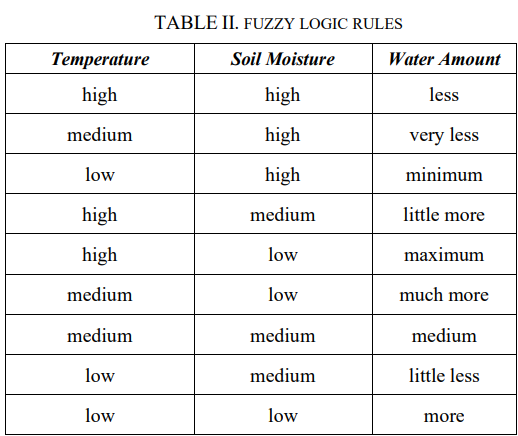 TABLE II. FUZZY LOGIC RULES
Temperature Soil Moisture Water Amount
high high less
medium high very less
low high minimum
high medium little more
high low maximum
medium low much more
medium medium medium
low medium little less
low low more